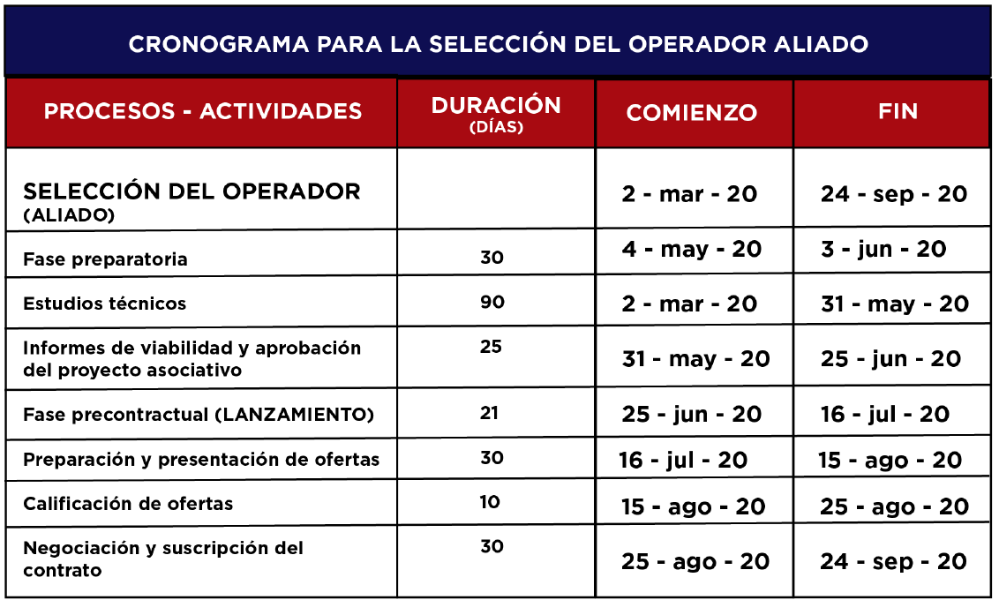 CRONOGRAMA PARA LA SELECCIÓN DEL OPERADOR ALIADO
PROCESOS - ACTIVIDADES DURACIÓN (DÍAS) COMIENZO FIN
SELECCIÓN DEL OPERADOR
(ALIADO) 2 - mar - 20 24 - sep - 20
Fase preparatoria 30 4 - may - 20 3 - jun - 20
Estudios técnicos 90 2 - mar - 20 31 - may - 20
Informes de viabilidad y aprobación
del proyecto asociativo 25 31 - may - 20 25 - jun - 20
Fase precontractual (LANZAMIENTO) 21 25 - jun - 20 16 - jul - 20
Preparación y presentación de ofertas 30 16 - jul - 20 15 - ago - 20
Calificación de ofertas 10 15 - ago - 20 25 - ago - 20
Negociación y suscripción del
contrato 30 25 - ago - 20 24 - sep - 20